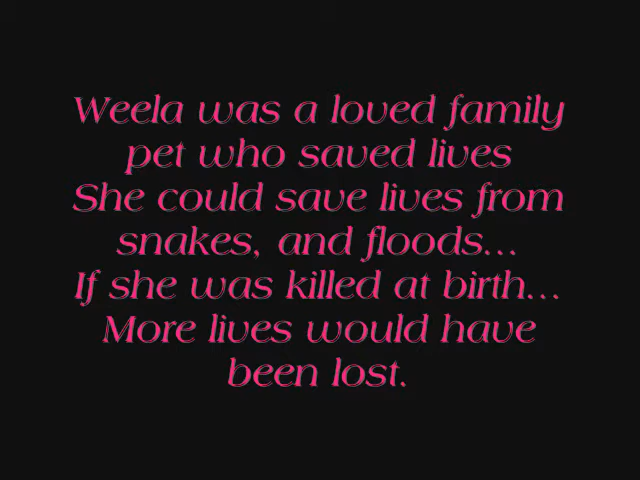 Weela was a loved family
pet who saved lives
She could save lives from
snakes, and floods...
If she was killed at birth...
More lives would have
been lost.